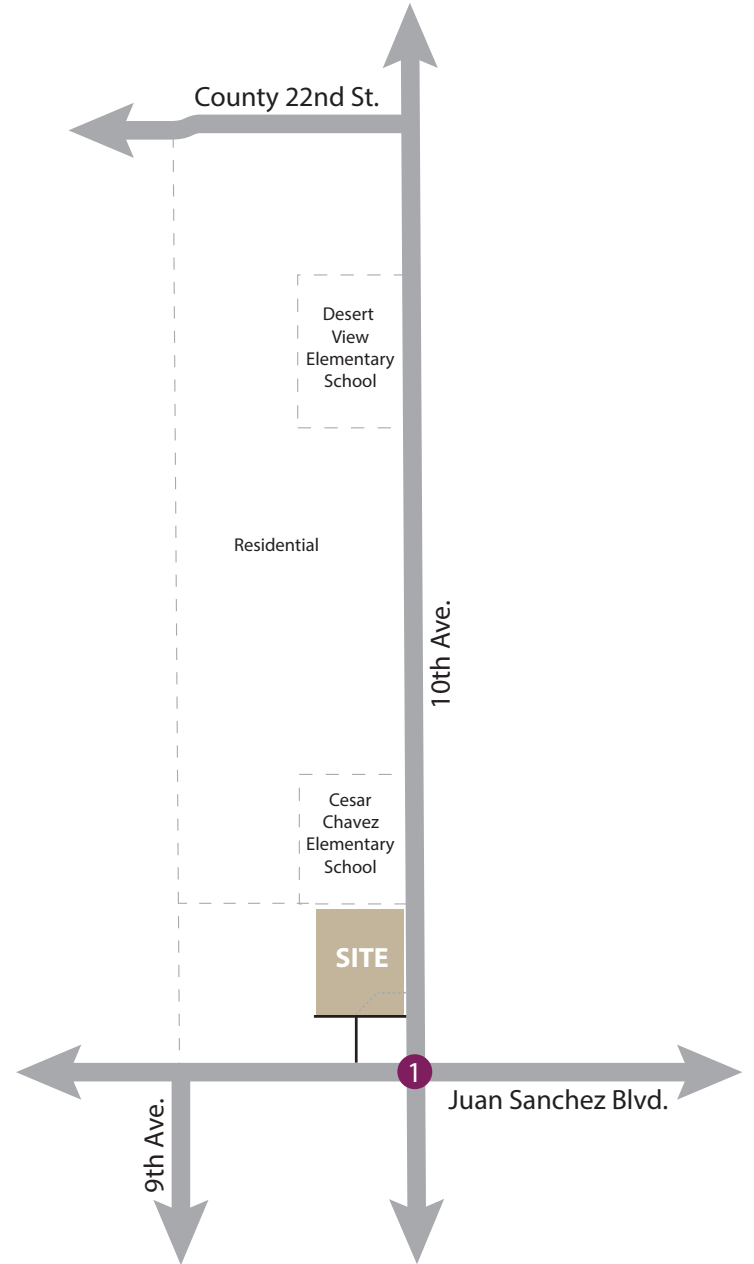 County 22nd St.
Desert
View
Elementary
School
Residential
10th Ave.
Cesar
Chavez
Elementary
School
SITE
1
Juan Sanchez Blvd.
9th Ave.